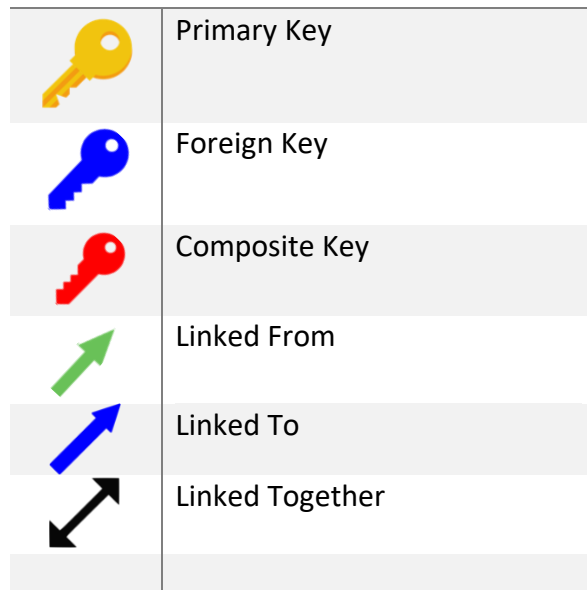 Primary Key
Foreign Key
Composite Key
Linked From
Linked To
Linked Together